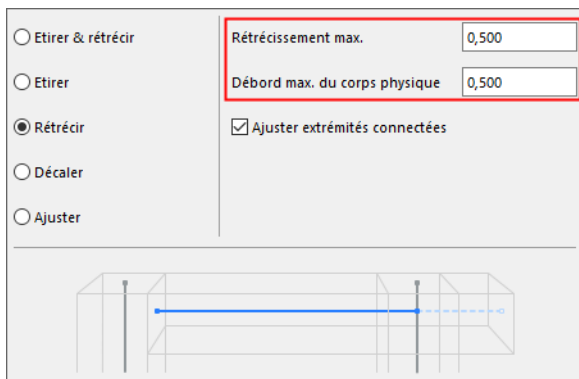 Etirer & rétrécir
Etirer
Rétrécir
Décaler
Ajuster
Rétrécissement max. 0,500
Débord max. du corps physique 0,500
Ajuster extrémités connectées